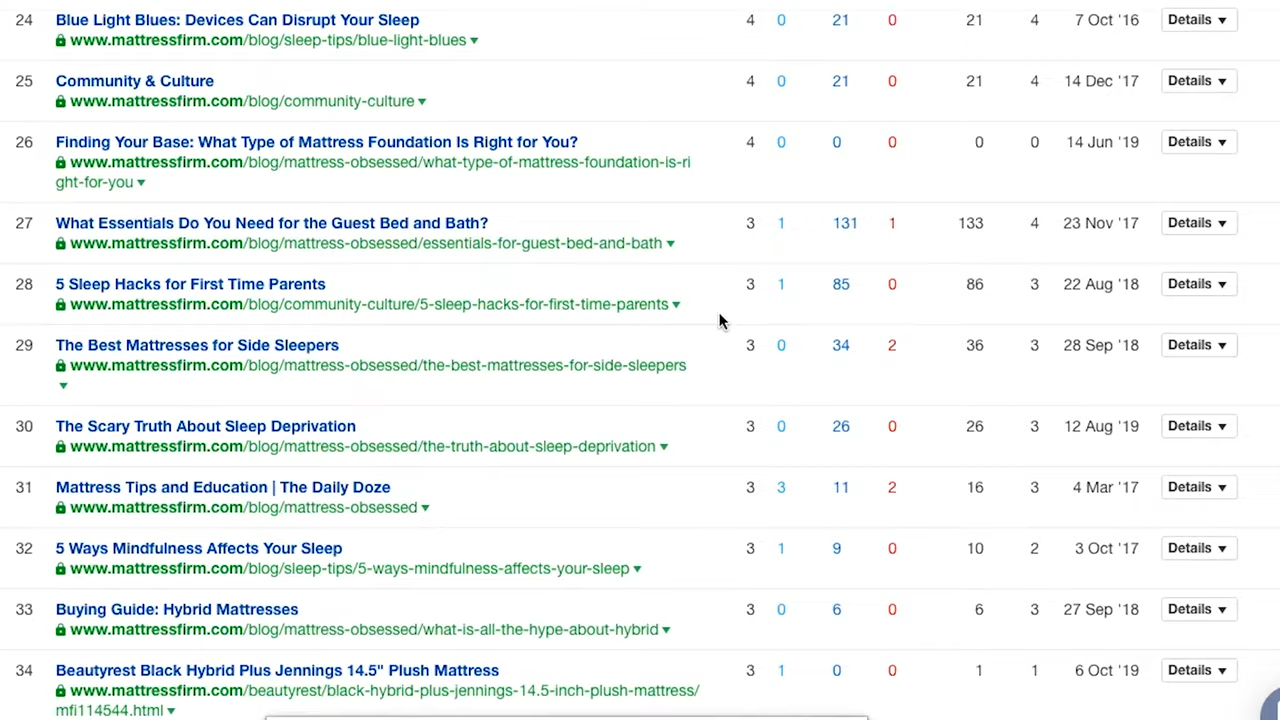 24 Blue Light Blues: Devices Can Disrupt Your Sleep 4 0 21 0 21 4 7 Oct '16 Details ▼
www.mattressfirm.com/blog/sleep-tips/blue-light-blues ▼
25 Community & Culture 4 0 21 0 21 4 14 Dec '17 Details ▼
www.mattressfirm.com/blog/community-culture ▼
26 Finding Your Base: What Type of Mattress Foundation Is Right for You? 4 0 0 0 0 0 14 Jun '19 Details ▼
www.mattressfirm.com/blog/mattress-obsessed/what-type-of-mattress-foundation-is-ri
ght-for-you ▼
27 What Essentials Do You Need for the Guest Bed and Bath? 3 1 131 1 133 4 23 Nov '17 Details ▼
www.mattressfirm.com/blog/mattress-obsessed/essentials-for-guest-bed-and-bath ▼
28 5 Sleep Hacks for First Time Parents 3 1 85 0 86 3 22 Aug '18 Details ▼
www.mattressfirm.com/blog/community-culture/5-sleep-hacks-for-first-time-parents ▼
29 The Best Mattresses for Side Sleepers 3 0 34 2 36 3 28 Sep '18 Details ▼
www.mattressfirm.com/blog/mattress-obsessed/the-best-mattresses-for-side-sleepers
▼
30 The Scary Truth About Sleep Deprivation 3 0 26 0 26 3 12 Aug '19 Details ▼
www.mattressfirm.com/blog/mattress-obsessed/the-truth-about-sleep-deprivation ▼
31 Mattress Tips and Education | The Daily Doze 3 3 11 2 16 3 4 Mar '17 Details ▼
www.mattressfirm.com/blog/mattress-obsessed ▼
32 5 Ways Mindfulness Affects Your Sleep 3 1 9 0 10 2 3 Oct '17 Details ▼
www.mattressfirm.com/blog/sleep-tips/5-ways-mindfulness-affects-your-sleep ▼
33 Buying Guide: Hybrid Mattresses 3 0 6 0 6 3 27 Sep '18 Details ▼
www.mattressfirm.com/blog/mattress-obsessed/what-is-all-the-hype-about-hybrid ▼
34 Beautyrest Black Hybrid Plus Jennings 14.5" Plush Mattress 3 1 0 0 1 1 6 Oct '19 Details ▼
www.mattressfirm.com/beautyrest/black-hybrid-plus-jennings-14.5-inch-plush-mattress/
mfi114544.html ▼